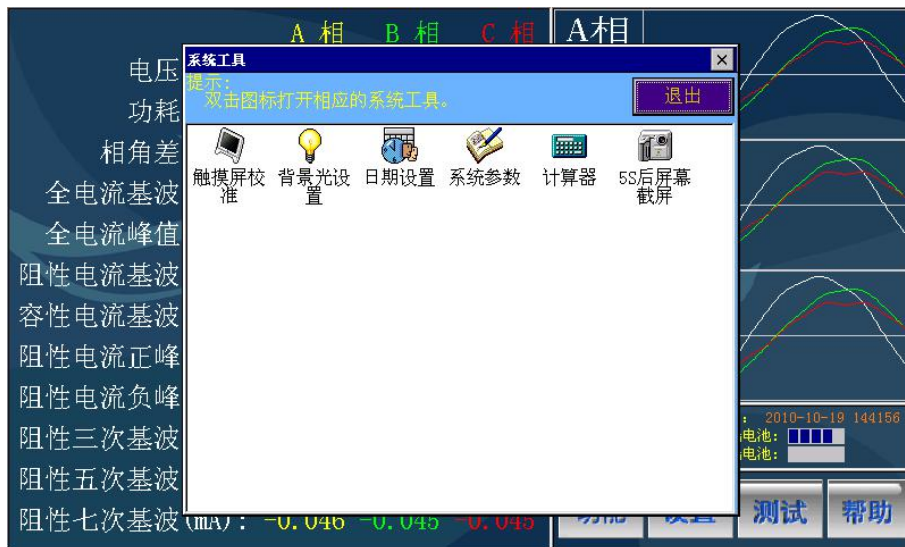 A 相 B 相 C 相 A相
系统工具
提示:
双击图标打开相应的系统工具。
退出
触摸屏校准
背景光设置
日期设置
系统参数
计算器
5S后屏幕截屏
电压
功耗
相角差
全电流基波
全电流峰值
阻性电流基波
容性电流基波
阻性电流正峰
阻性电流负峰
阻性三次基波
阻性五次基波
阻性七次基波(mA): -0.046 -0.045 -0.045
: 2010-10-19 144156
电池:
电池:
功能 设置 测试 帮助